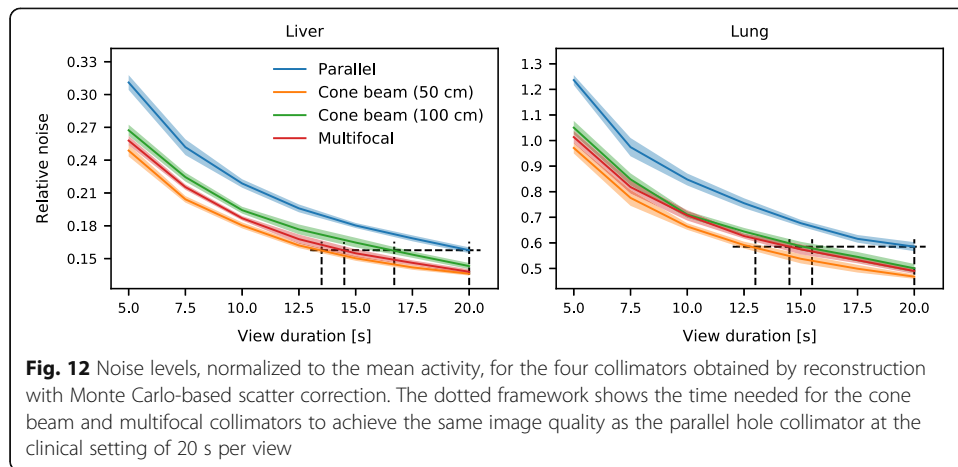 Liver
Lung
Relative noise
0.33
0.30
0.27
0.24
0.21
0.18
0.15
Parallel
Cone beam (50 cm)
Cone beam (100 cm)
Multifocal
5.0 7.5 10.0 12.5 15.0 17.5 20.0
View duration [s]
1.3
1.2
1.1
1.0
0.9
0.8
0.7
0.6
0.5
5.0 7.5 10.0 12.5 15.0 17.5 20.0
View duration [s]
Fig. 12 Noise levels, normalized to the mean activity, for the four collimators obtained by reconstruction
with Monte Carlo-based scatter correction. The dotted framework shows the time needed for the cone
beam and multifocal collimators to achieve the same image quality as the parallel hole collimator at the
clinical setting of 20 s per view